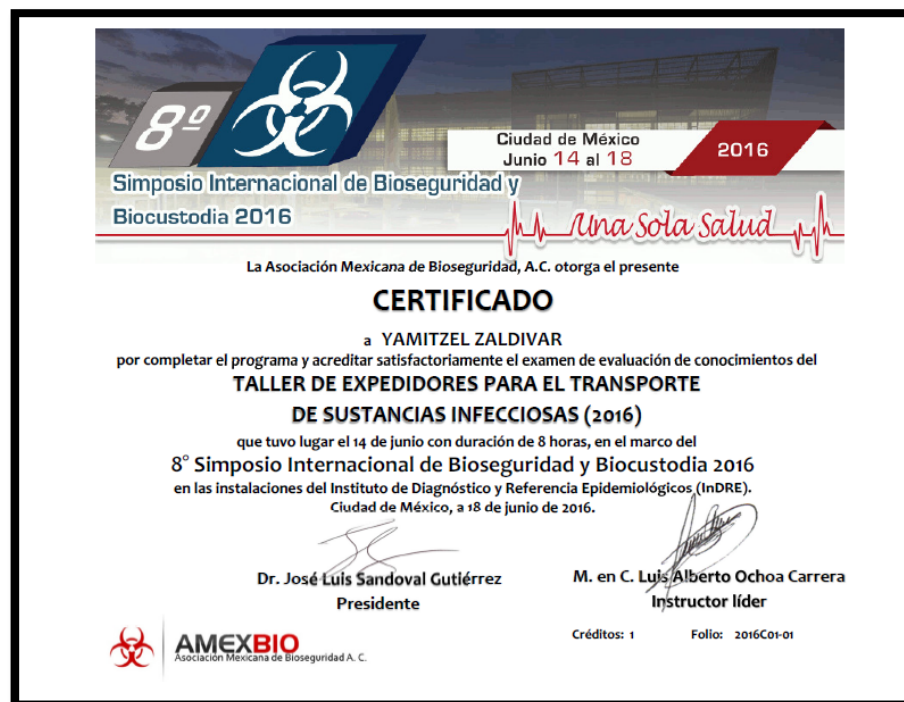 8º
Ciudad de México
Junio 14 al 18
2016
Simposio Internacional de Bioseguridad y
Biocustodia 2016
Una Sola Salud
La Asociación Mexicana de Bioseguridad, A.C. otorga el presente
CERTIFICADO
a YAMITZEL ZALDIVAR
por completar el programa y acreditar satisfactoriamente el examen de evaluación de conocimientos del
TALLER DE EXPEDIDORES PARA EL TRANSPORTE
DE SUSTANCIAS INFECCIOSAS (2016)
que tuvo lugar el 14 de junio con duración de 8 horas, en el marco del
8° Simposio Internacional de Bioseguridad y Biocustodia 2016
en las instalaciones del Instituto de Diagnóstico y Referencia Epidemiológicos (InDRE).
Ciudad de México, a 18 de junio de 2016.
Dr. José Luis Sandoval Gutiérrez
Presidente
M. en C. Luis Alberto Ochoa Carrera
Instructor líder
Créditos: 1 Folio: 2016C01-01
AMEXBIO
Asociación Mexicana de Bioseguridad A. C.